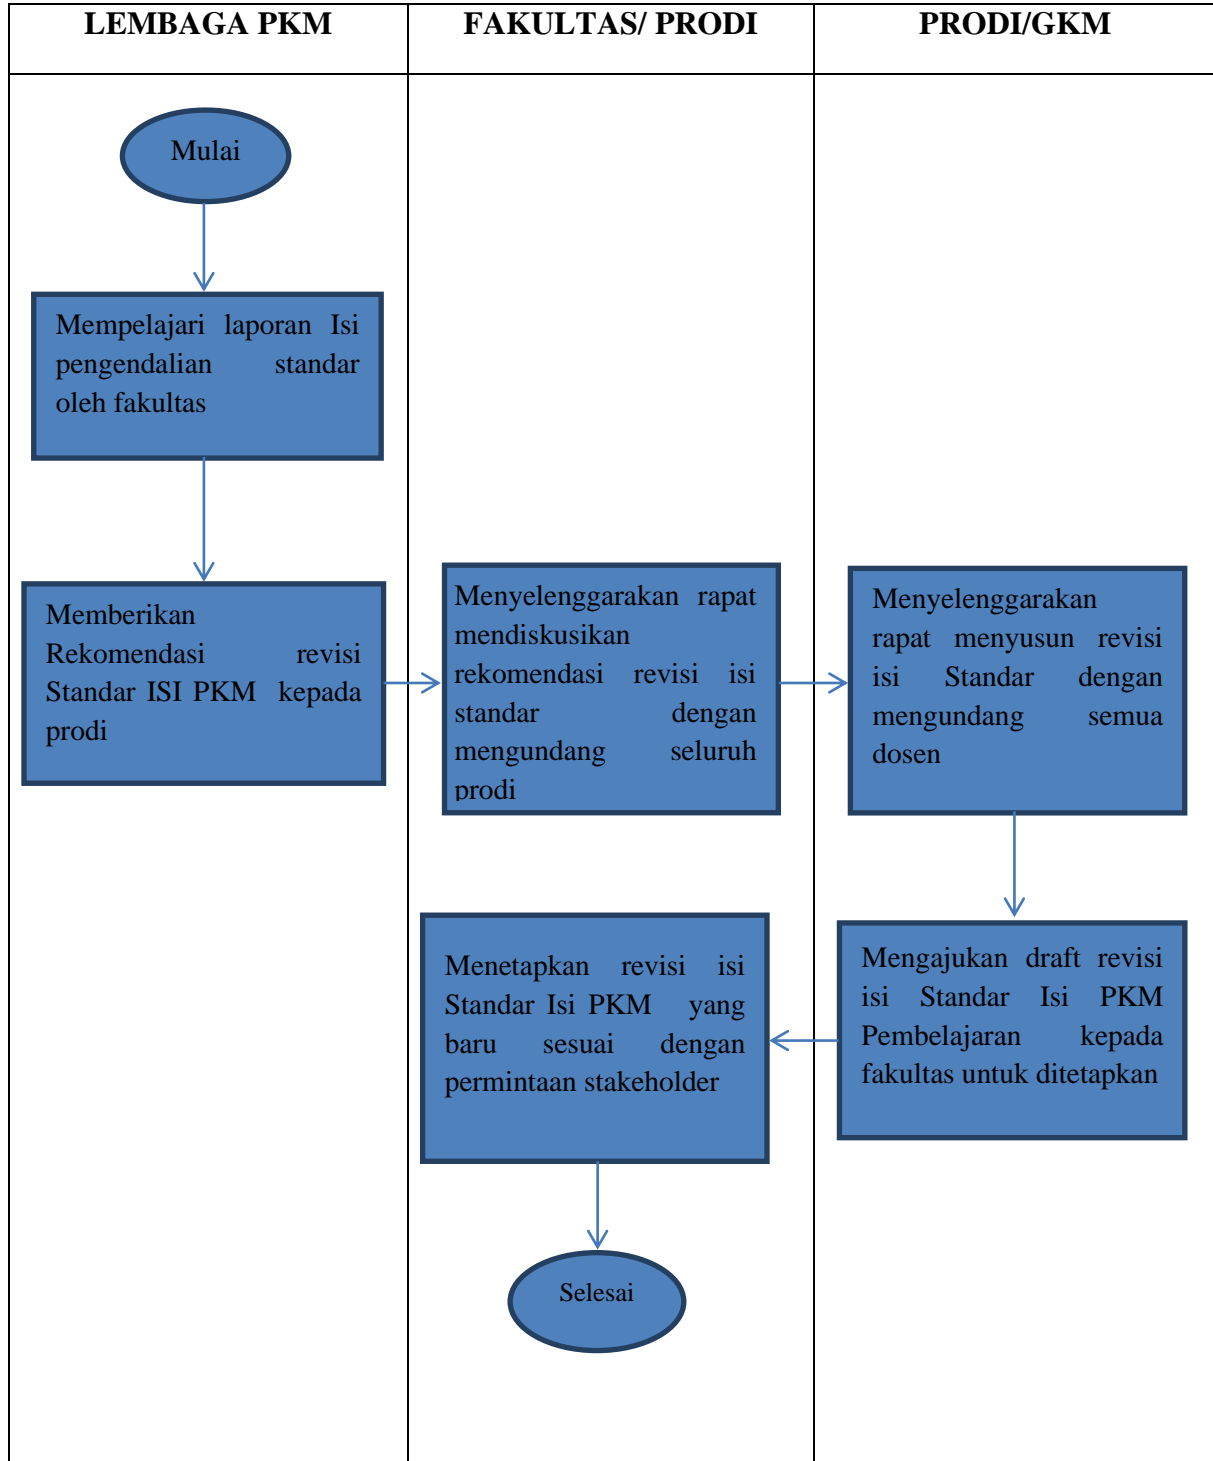 LEMBAGA PKM
FAKULTAS/ PRODI
PRODI/GKM
Mulai
Mempelajari laporan Isi
pengendalian standar
oleh fakultas
Memberikan
Rekomendasi revisi
Standar ISI PKM kepada
prodi
Menyelenggarakan rapat
mendiskusikan
rekomendasi revisi isi
standar dengan
mengundang seluruh
prodi
Menyelenggarakan
rapat menyusun revisi
isi Standar dengan
mengundang semua
dosen
Mengajukan draft revisi
isi Standar Isi PKM
Pembelajaran kepada
fakultas untuk ditetapkan
Menetapkan revisi isi
Standar Isi PKM yang
baru sesuai dengan
permintaan stakeholder
Selesai